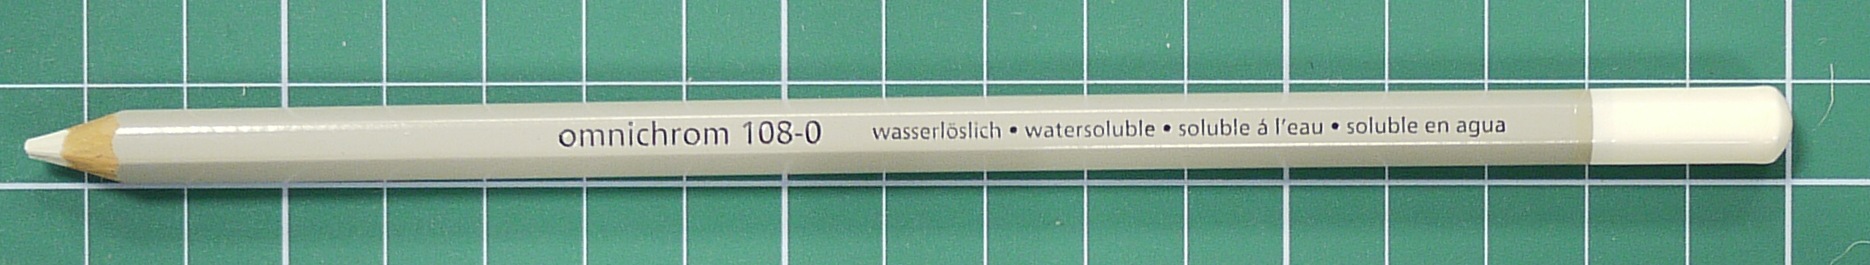 omnichrom 108-0 wasserlöslich • watersoluble • soluble á l'eau • soluble en agua